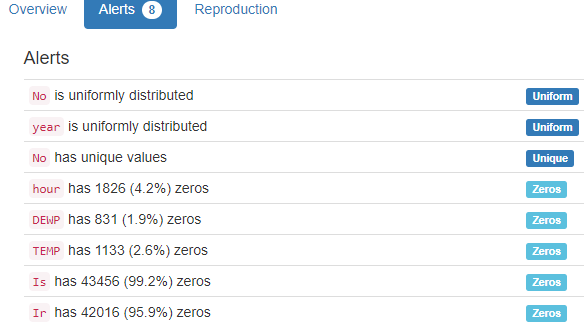 Overview Alerts 8 Reproduction
Alerts
No is uniformly distributed Uniform
year is uniformly distributed Uniform
No has unique values Unique
hour has 1826 (4.2%) zeros Zeros
DEWP has 831 (1.9%) zeros Zeros
TEMP has 1133 (2.6%) zeros Zeros
Is has 43456 (99.2%) zeros Zeros
Ir has 42016 (95.9%) zeros Zeros